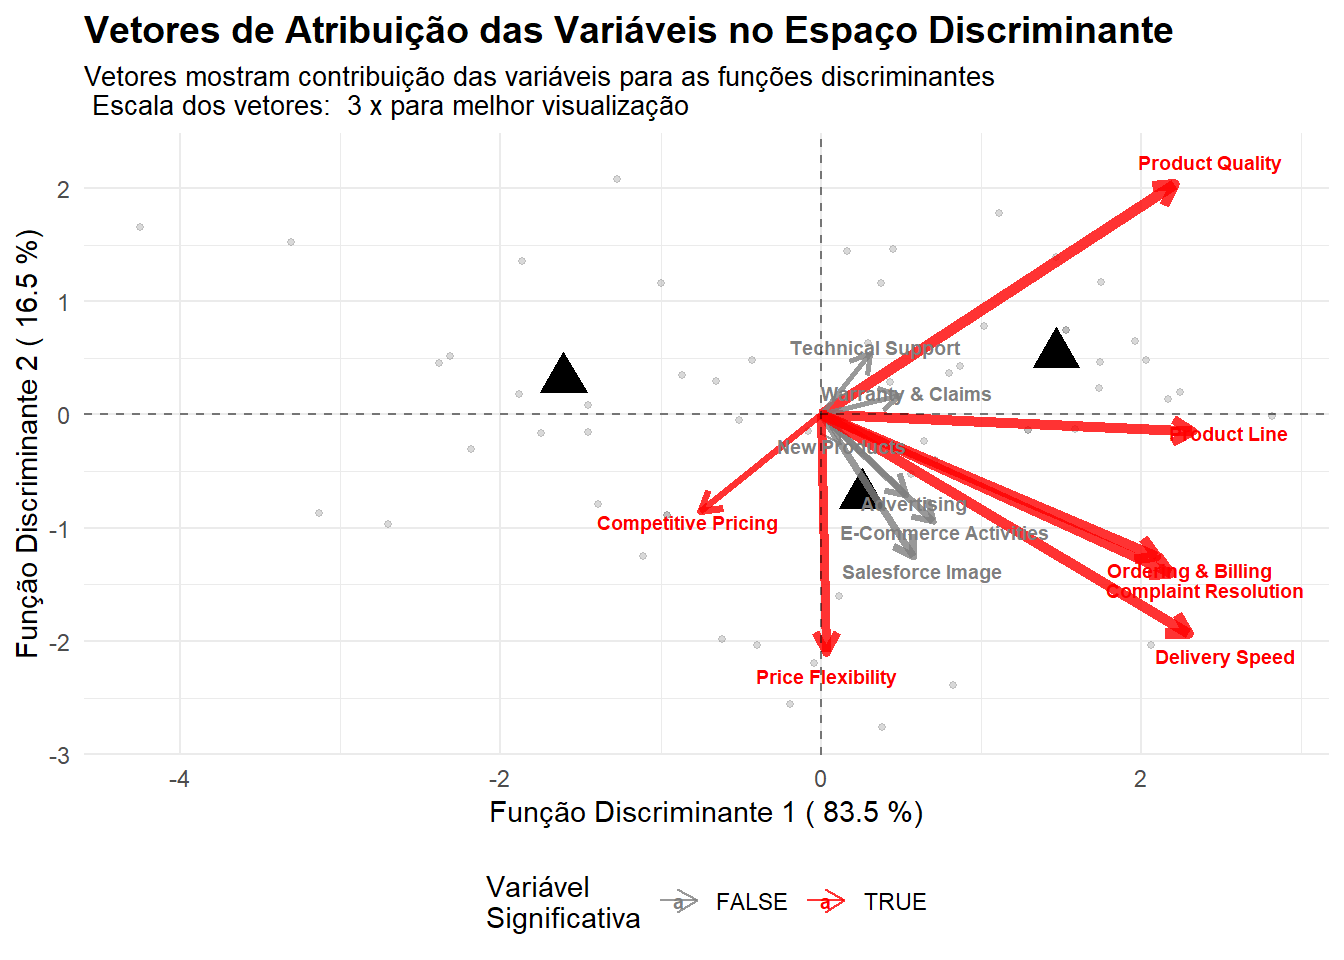 Vetores de Atribuição das Variáveis no Espaço Discriminante
Vetores mostram contribuição das variáveis para as funções discriminantes
Escala dos vetores:  3 x para melhor visualização
Função Discriminante 2 ( 16.5 %)
2
1
0
-1
-2
-3
Product Quality
Technical Support
Warranty & Claims
Product Line
New Products
Advertising
Competitive Pricing
E-Commerce Activities
Salesforce Image
Ordering & Billing
Complaint Resolution
Delivery Speed
Price Flexibility
-4
-2
0
2
Função Discriminante 1 ( 83.5 %)
Variável
Significativa
a FALSE
a TRUE